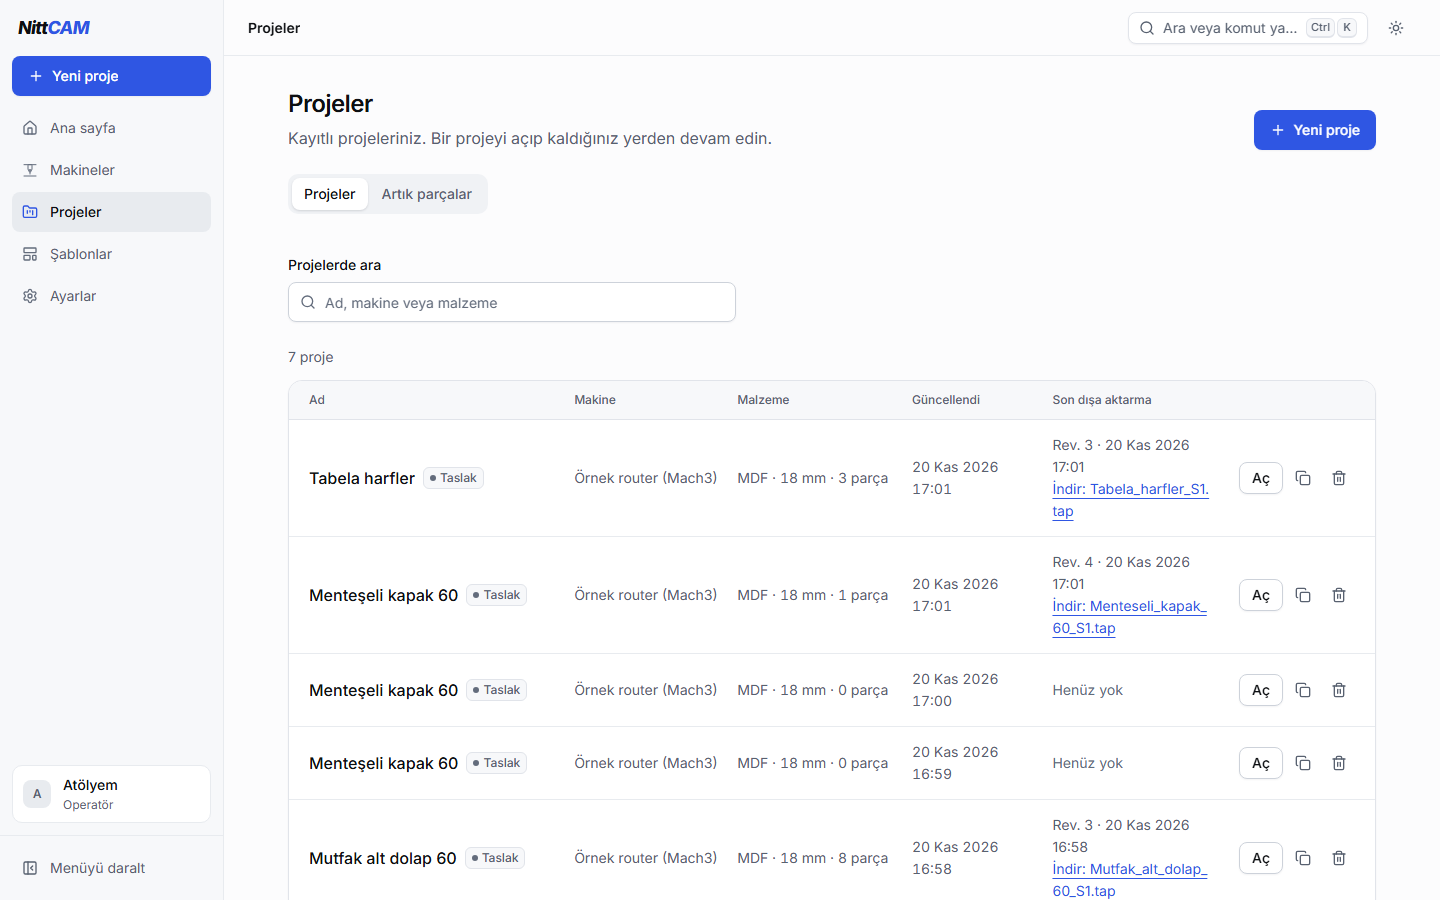 NittCAM
Yeni proje
Ana sayfa
Makineler
Projeler
Şablonlar
Ayarlar
A
Atölyem
Operatör
Menüyü daralt
Projeler
Ara veya komut ya...
Ctrl
K
Projeler
Kayıtlı projeleriniz. Bir projeyi açıp kaldığınız yerden devam edin.
Yeni proje
Projeler
Artık parçalar
Projelerde ara
Ad, makine veya malzeme
7 proje
Ad
Makine
Malzeme
Güncellendi
Son dışa aktarma
Tabela harfler
Taslak
Örnek router (Mach3)
MDF · 18 mm · 3 parça
20 Kas 2026
17:01
Rev. 3 · 20 Kas 2026
17:01
İndir: Tabela_harfler_S1.
tap
Aç
Menteşeli kapak 60
Taslak
Örnek router (Mach3)
MDF · 18 mm · 1 parça
20 Kas 2026
17:01
Rev. 4 · 20 Kas 2026
17:01
İndir: Menteseli_kapak_
60_S1.tap
Aç
Menteşeli kapak 60
Taslak
Örnek router (Mach3)
MDF · 18 mm · 0 parça
20 Kas 2026
17:00
Henüz yok
Aç
Menteşeli kapak 60
Taslak
Örnek router (Mach3)
MDF · 18 mm · 0 parça
20 Kas 2026
16:59
Henüz yok
Aç
Mutfak alt dolap 60
Taslak
Örnek router (Mach3)
MDF · 18 mm · 8 parça
20 Kas 2026
16:58
Rev. 3 · 20 Kas 2026
16:58
İndir: Mutfak_alt_dolap_
60_S1.tap
Aç